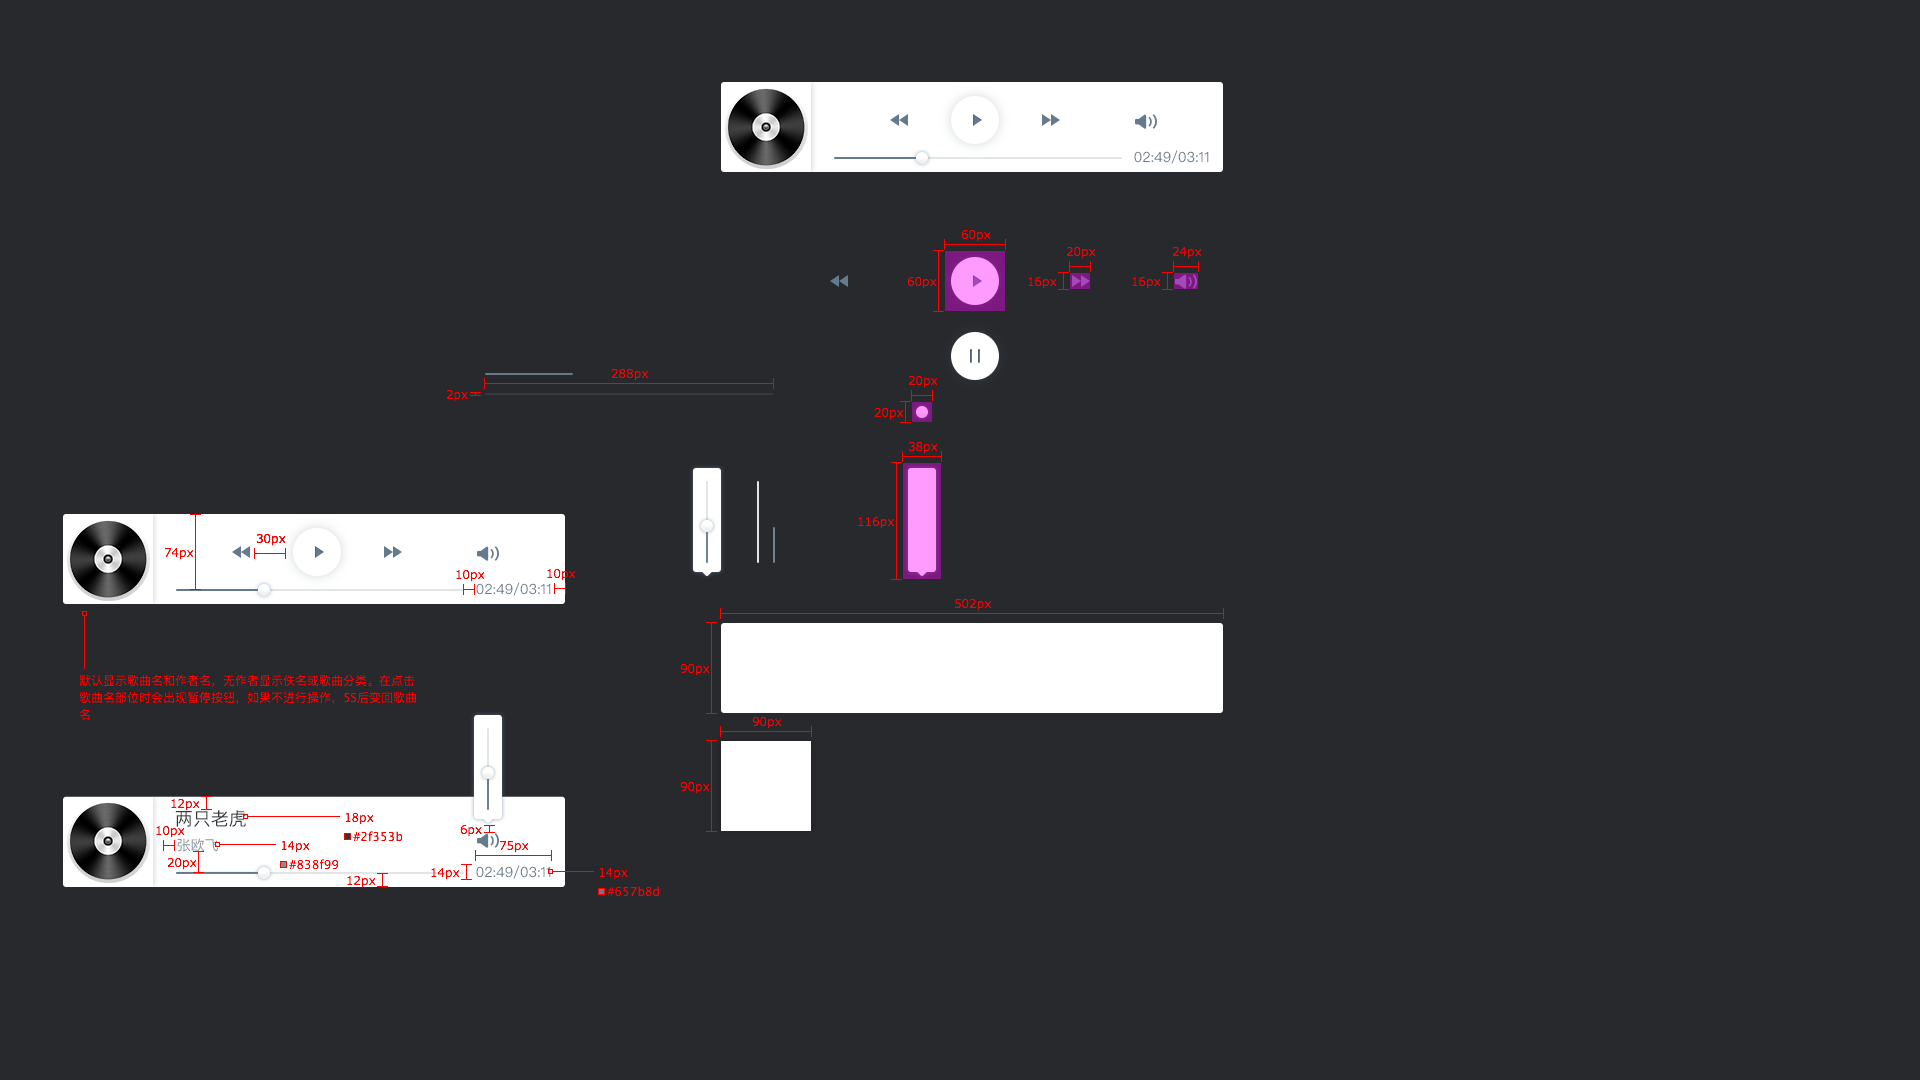 02:49/03:11
60px
20px
24px
60px
16px
16px
288px
2px
20px
20px
38px
116px
74px
30px
10px
10px
02:49/03:11
502px
90px
默认显示歌曲名和作者名，无作者显示佚名或歌曲分类。在点击
歌曲名部位时会出现暂停按钮，如果不进行操作，5S后变回歌曲
名
90px
90px
12px
两只老虎
18px
#2f353b
10px
张欧飞
14px
#838f99
20px
12px
6px
75px
14px
02:49/03:11
14px
#657b8d